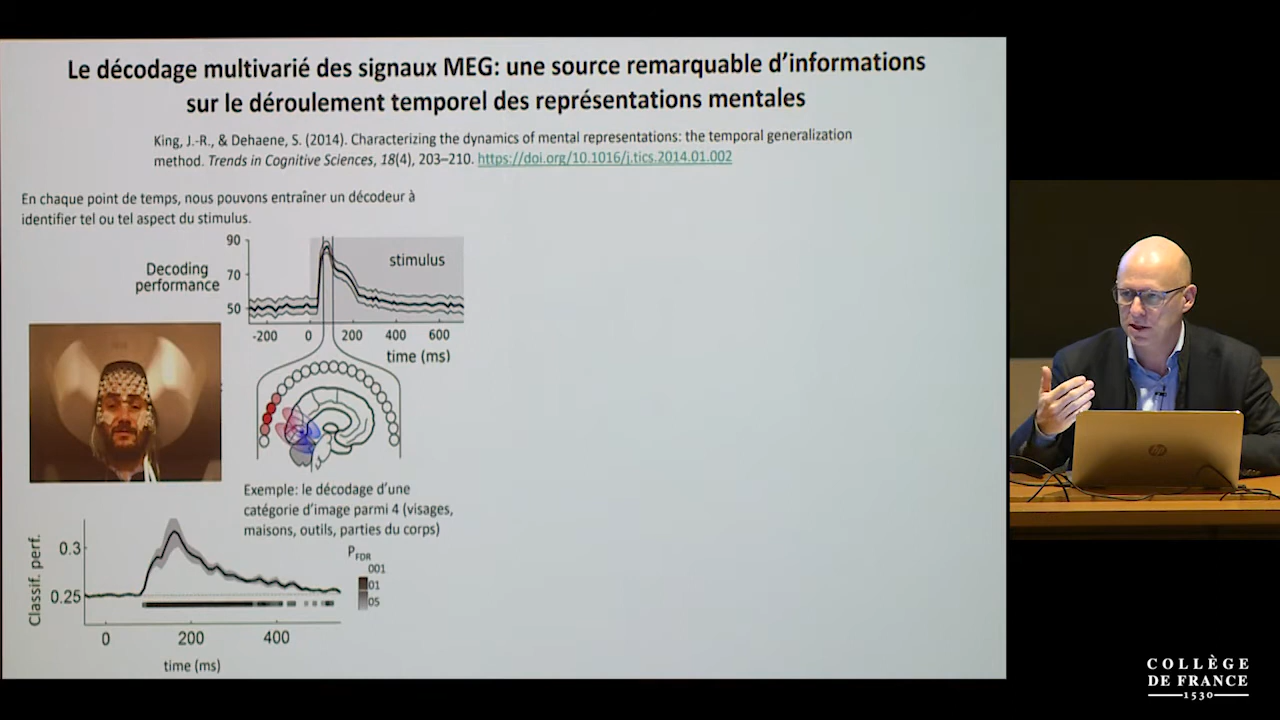 Le décodage multivarié des signaux MEG: une source remarquable d'informations
sur le déroulement temporel des représentations mentales
King, J.-R., & Dehaene, S. (2014). Characterizing the dynamics of mental representations: the temporal generalization
method. Trends in Cognitive Sciences, 18(4), 203–210. https://doi.org/10.1016/j.tics.2014.01.002
En chaque point de temps, nous pouvons entraîner un décodeur à
identifier tel ou tel aspect du stimulus.
Decoding
performance
90
70
50
stimulus
-200 0 200 400 600
time (ms)
Exemple: le décodage d'une
catégorie d'image parmi 4 (visages,
maisons, outils, parties du corps)
Classif. perf.
0.3
0.25
PFDR
001
01
05
0 200 400
time (ms)
hp
COLLÈGE
DE FRANCE
1530